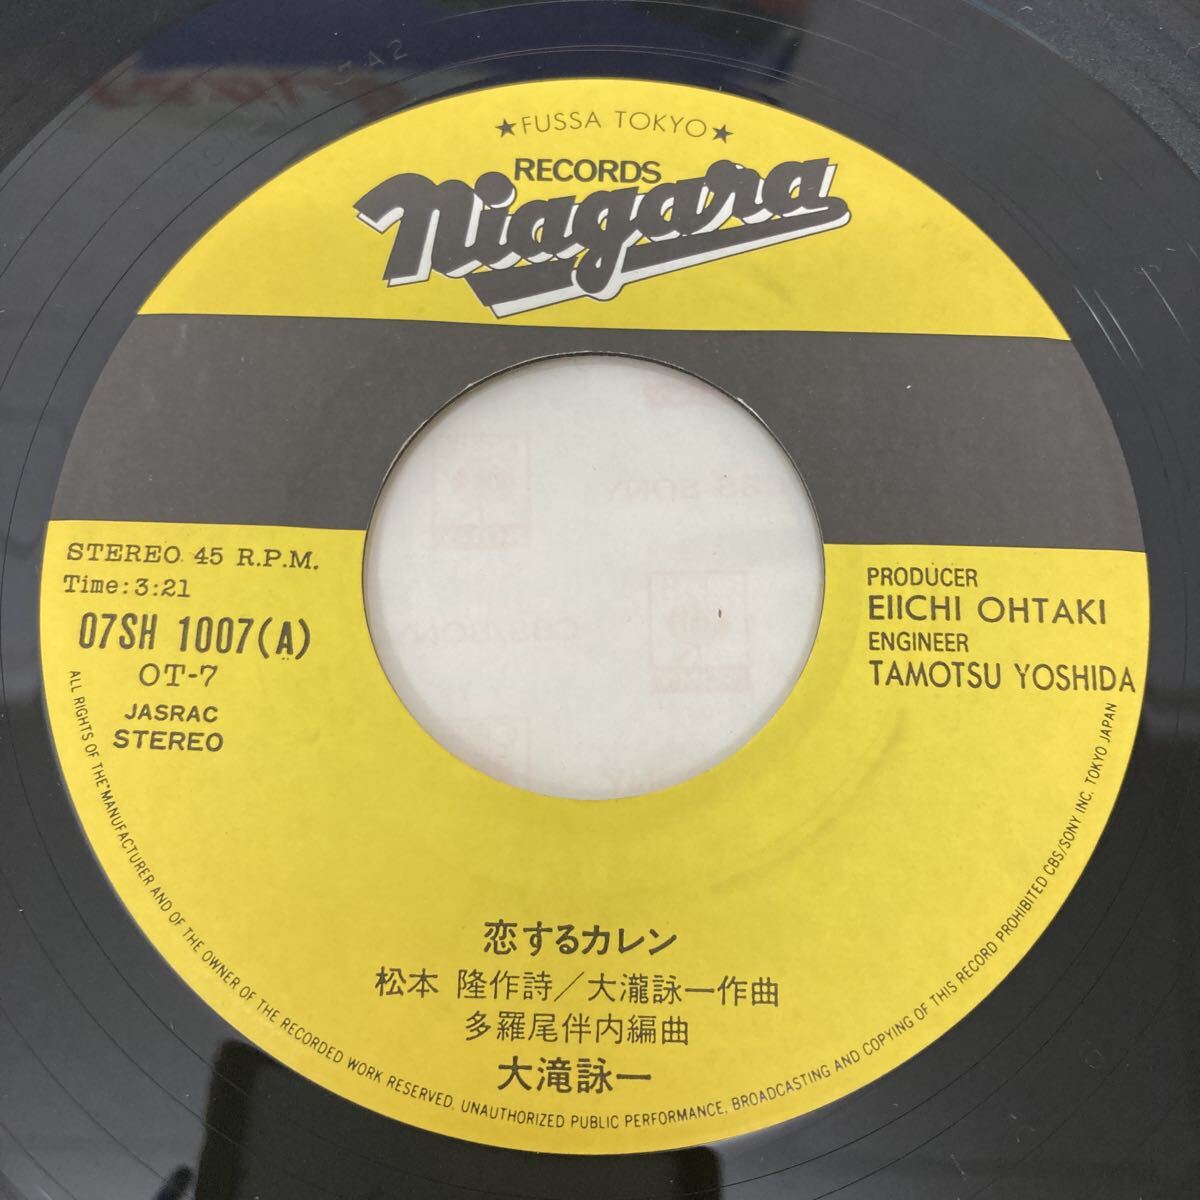 ★FUSSA TOKYO★
RECORDS
Niagara
STEREO 45 R.P.M.
Time:3:21
07SH 1007(A)
OT-7
JASRAC
STEREO
PRODUCER
EIICHI OHTAKI
ENGINEER
TAMOTSU YOSHIDA
恋するカレン
松本 隆作詩/大瀧詠一作曲
多羅尾伴内編曲
大滝詠一
ALL RIGHTS OF THE MANUFACTURER AND OF THE OWNER OF THE RECORDED WORK RESERVED. UNAUTHORIZED PUBLIC PERFORMANCE, BROADCASTING AND COPYING OF THIS RECORD PROHIBITED CBS/SONY INC. TOKYO JAPAN